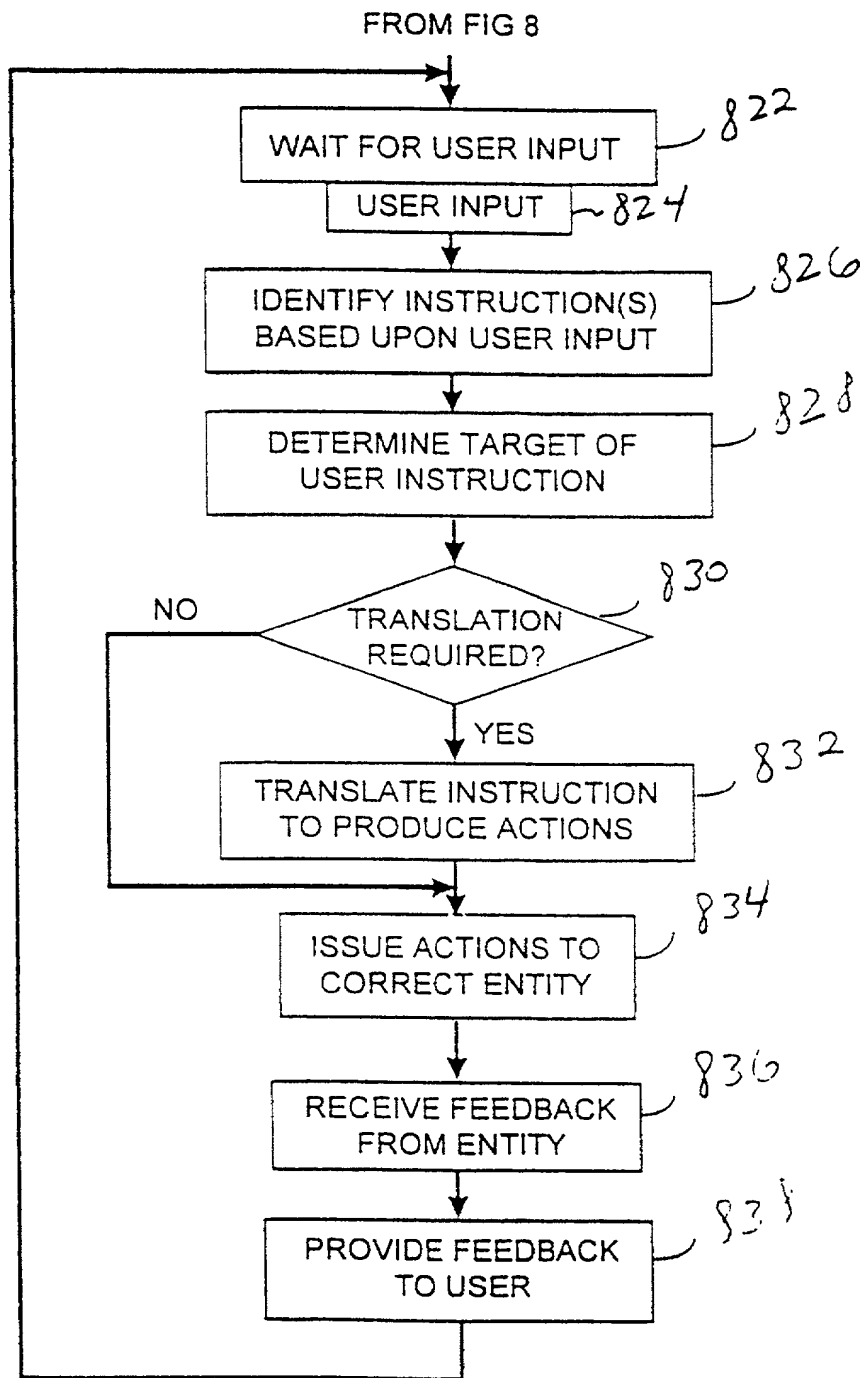 FROM FIG 8
WAIT FOR USER INPUT
822
USER INPUT
824
IDENTIFY INSTRUCTION(S)
BASED UPON USER INPUT
826
DETERMINE TARGET OF
USER INSTRUCTION
828
830
NO
TRANSLATION
REQUIRED?
YES
TRANSLATE INSTRUCTION
TO PRODUCE ACTIONS
832
ISSUE ACTIONS TO
CORRECT ENTITY
834
RECEIVE FEEDBACK
FROM ENTITY
836
PROVIDE FEEDBACK
TO USER